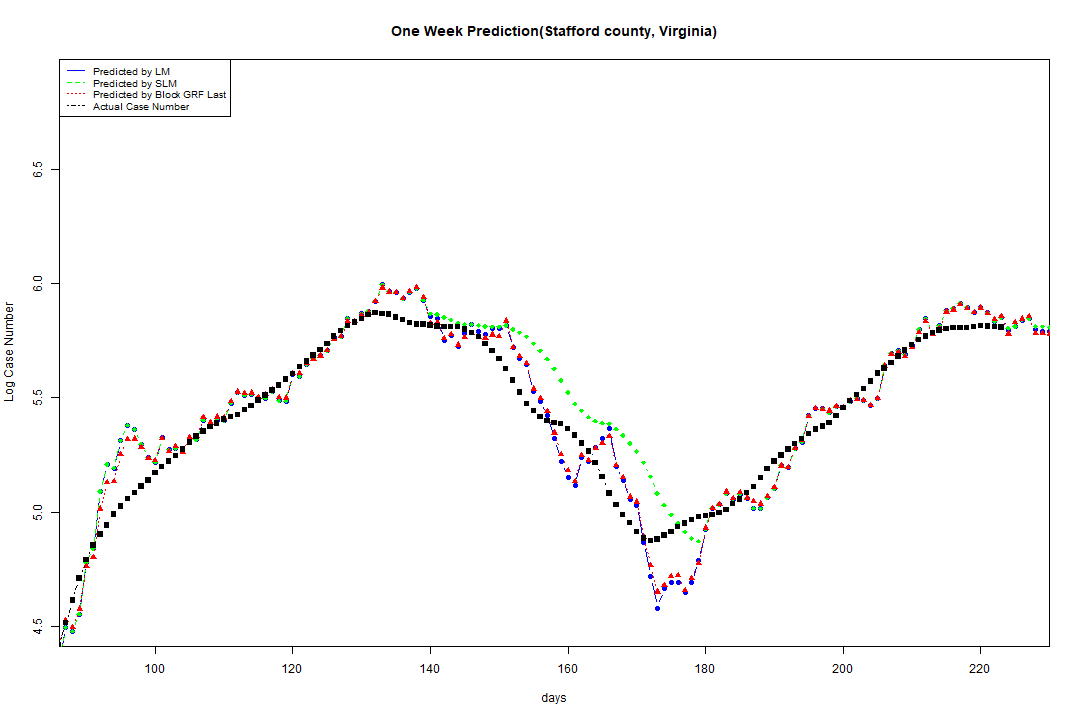 One Week Prediction(Stafford county, Virginia)
Predicted by LM
Predicted by SLM
Predicted by Block GRF Last
Actual Case Number
6.5
6.0
5.5
5.0
4.5
Log Case Number
100 120 140 160 180 200 220
days